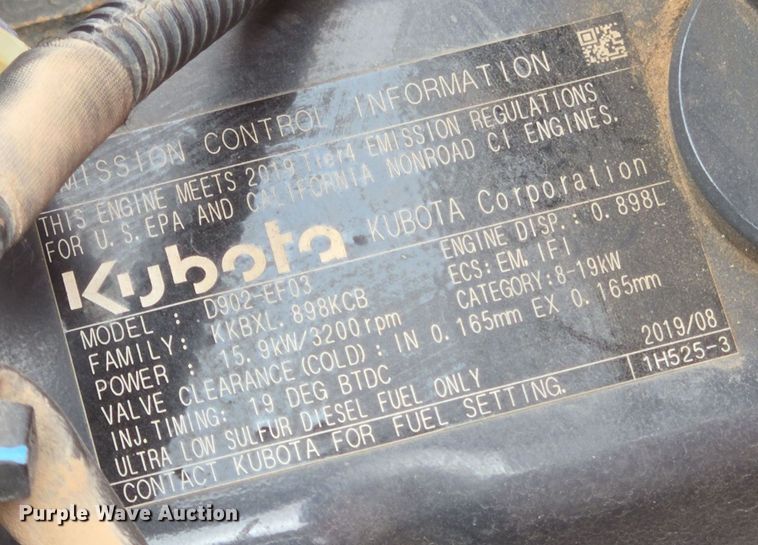 EMISSION CONTROL INFORMATION
THIS ENGINE MEETS 2019 Tier4 EMISSION REGULATIONS
FOR U.S. EPA AND CALIFORNIA NONROAD CI ENGINES.
Kubota KUBOTA Corporation
MODEL : D902-EF03 ENGINE DISP.: 0.898L
FAMILY: KKBXL.898KCB ECS:EM, IFI
POWER : 15.9kW/3200rpm CATEGORY:8-19kW
VALVE CLEARANCE(COLD): IN 0.165mm EX 0.165mm
INJ.TIMING: 19 DEG BTDC 2019/08
ULTRA LOW SULFUR DIESEL FUEL ONLY 1H525-3
CONTACT KUBOTA FOR FUEL SETTING.
Purple Wave Auction